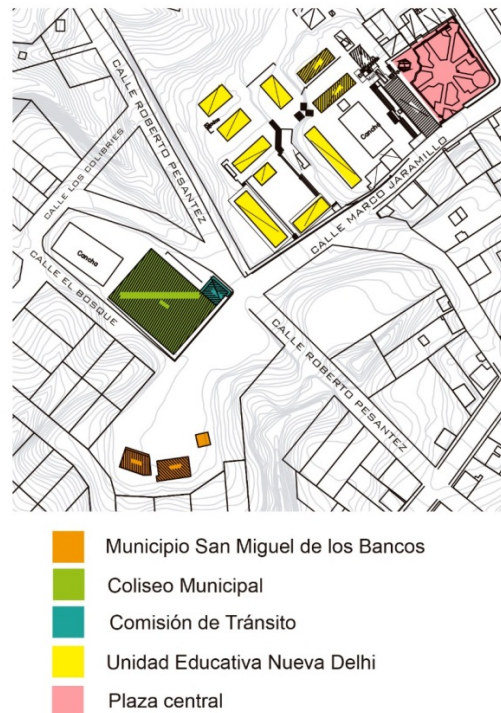 CALLE ROBERTO PESANTEZ
CALLE LOS COLIBRIES
Cancha
CALLE MARCO JARAMILLO
Cancha
CALLE EL BOSQUE
CALLE ROBERTO PESANTEZ
Municipio San Miguel de los Bancos
Coliseo Municipal
Comisión de Tránsito
Unidad Educativa Nueva Delhi
Plaza central